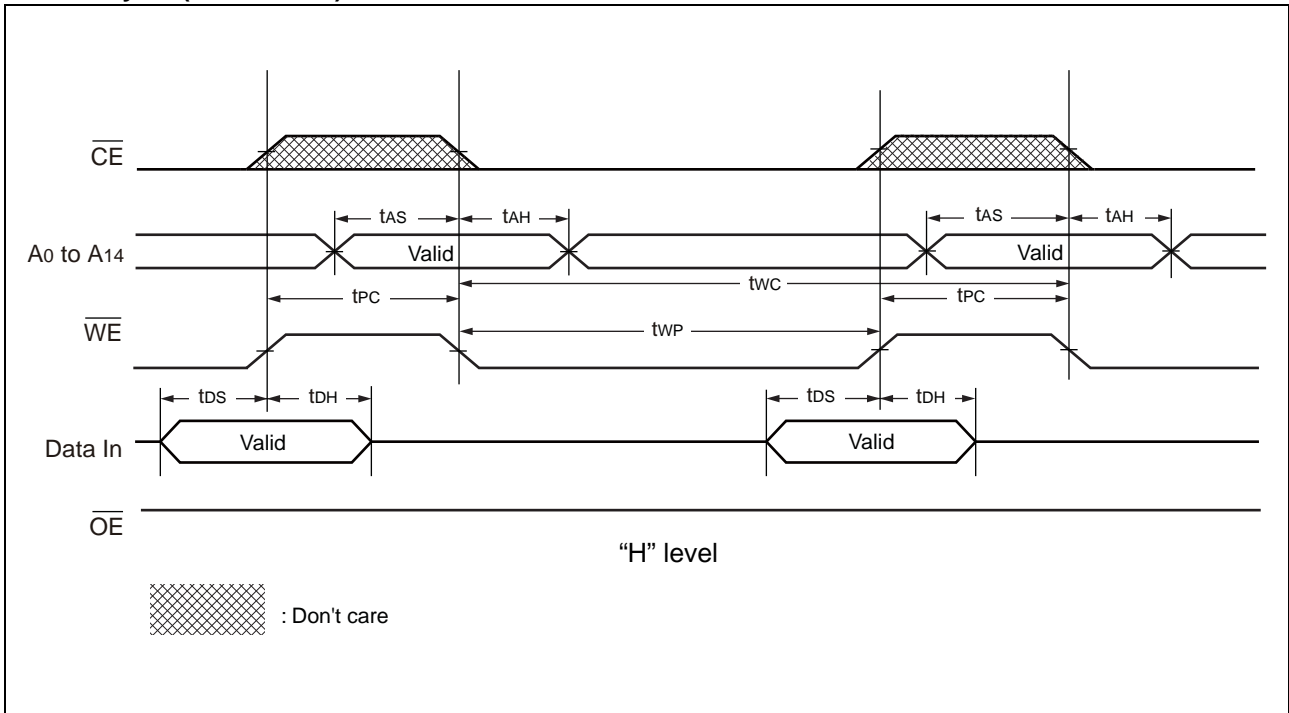 CE
tAS tAH tAS tAH
A0 to A14 Valid Valid
tPC tWC tPC
WE
tWP
tDS tDH tDS tDH
Data In Valid Valid
OE
“H” level
: Don't care